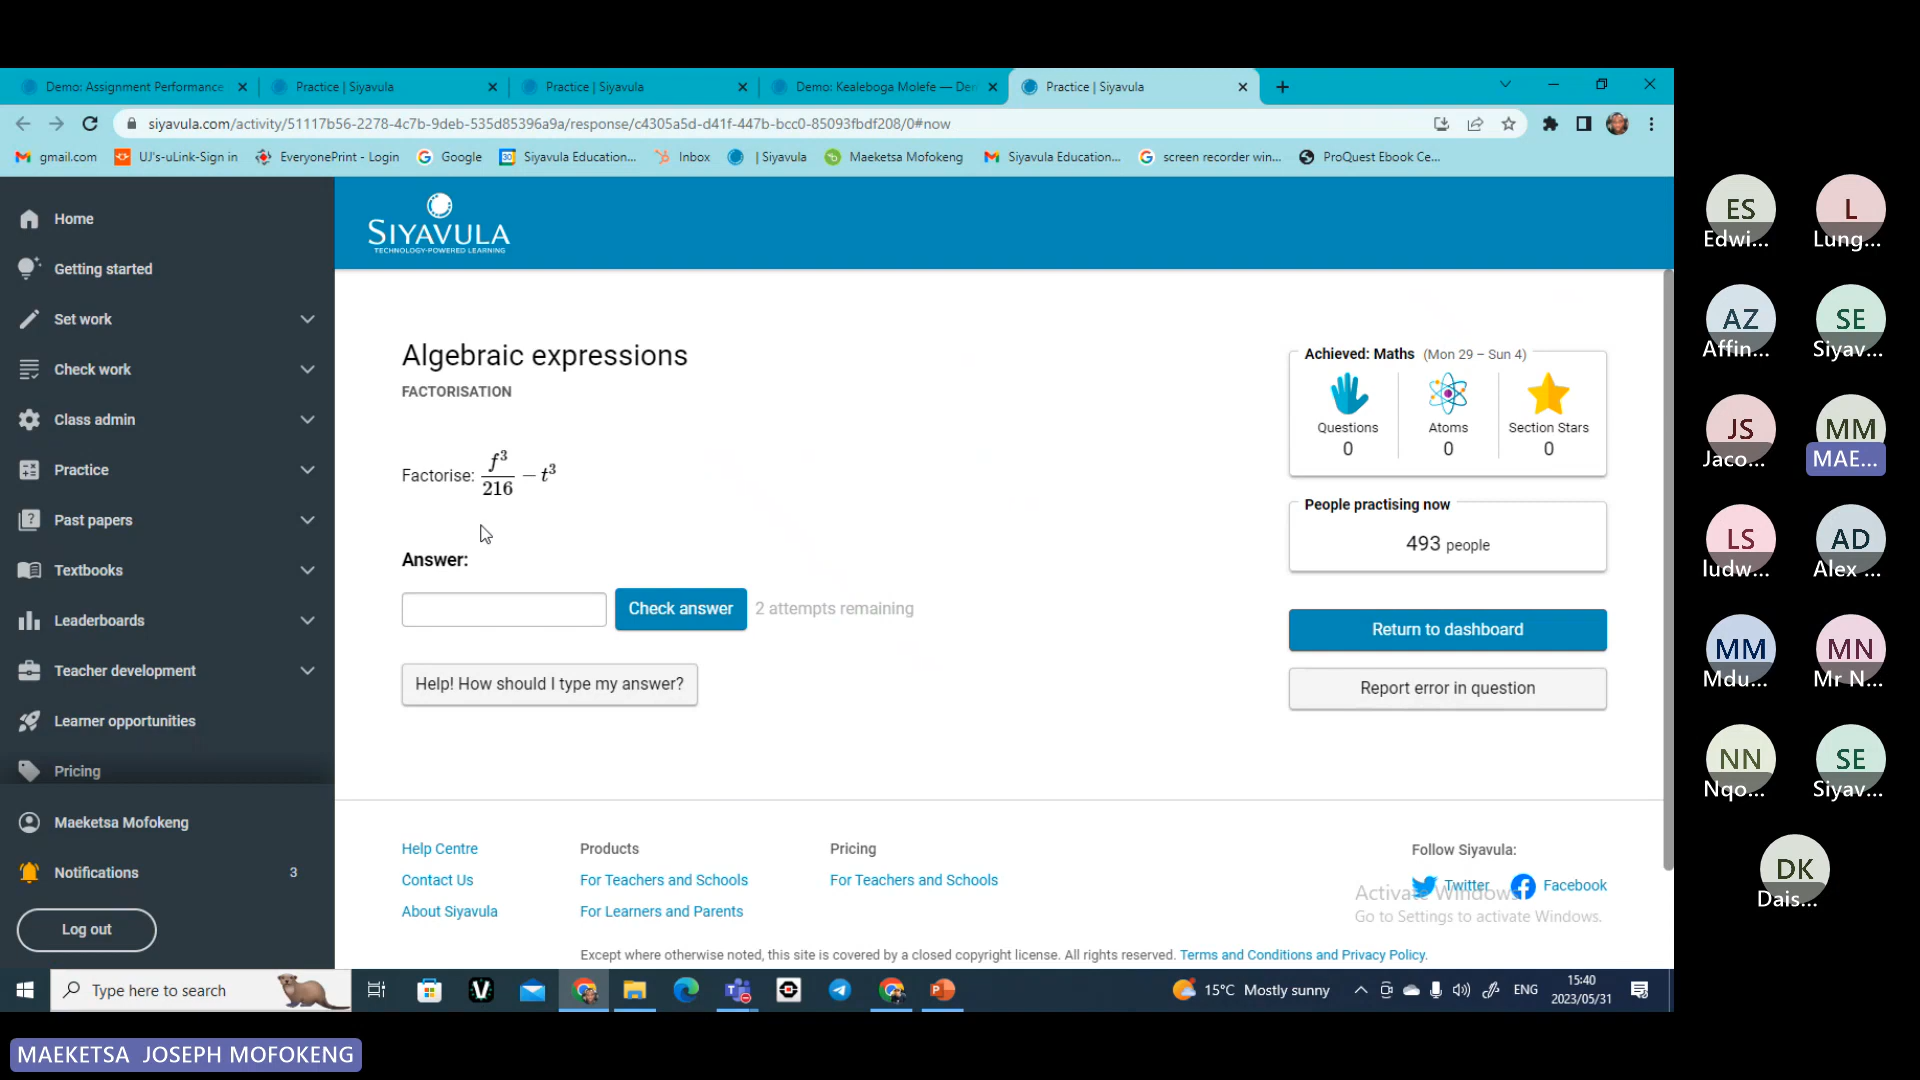 Demo: Assignment Performance
Practice | Siyavula
Practice | Siyavula
Demo: Kealeboga Molefe — Den
Practice | Siyavula
siyavula.com/activity/51117b56-2278-4c7b-9deb-535d85396a9a/response/c4305a5d-d41f-447b-bcc0-85093fbdf208/0#now
gmail.com
UJ's-uLink-Sign in
EveryonePrint - Login
Google
Siyavula Education...
Inbox
| Siyavula
Maeketsa Mofokeng
Siyavula Education...
screen recorder win...
ProQuest Ebook Ce...
Home
Getting started
Set work
Check work
Class admin
Practice
Past papers
Textbooks
Leaderboards
Teacher development
Learner opportunities
Pricing
Maeketsa Mofokeng
Notifications 3
Log out
SIYAVULA
TECHNOLOGY-POWERED LEARNING
Algebraic expressions
FACTORISATION
Factorise: f³/216 − t³
Answer:
Check answer
2 attempts remaining
Help! How should I type my answer?
Achieved: Maths (Mon 29 – Sun 4)
Questions Atoms Section Stars
0 0 0
People practising now
493 people
Return to dashboard
Report error in question
Help Centre
Contact Us
About Siyavula
Products
For Teachers and Schools
For Learners and Parents
Pricing
For Teachers and Schools
Follow Siyavula:
Twitter
Facebook
Activate Windows
Go to Settings to activate Windows.
Except where otherwise noted, this site is covered by a closed copyright license. All rights reserved. Terms and Conditions and Privacy Policy.
Type here to search
15°C Mostly sunny
ENG
15:40
2023/05/31
ES
Edwi...
L
Lung...
AZ
Affin...
SE
Siyav...
JS
Jaco...
MM
MAE...
LS
ludw...
AD
Alex ...
MM
Mdu...
MN
Mr N...
NN
Nqo...
SE
Siyav...
DK
Dais...
MAEKETSA JOSEPH MOFOKENG